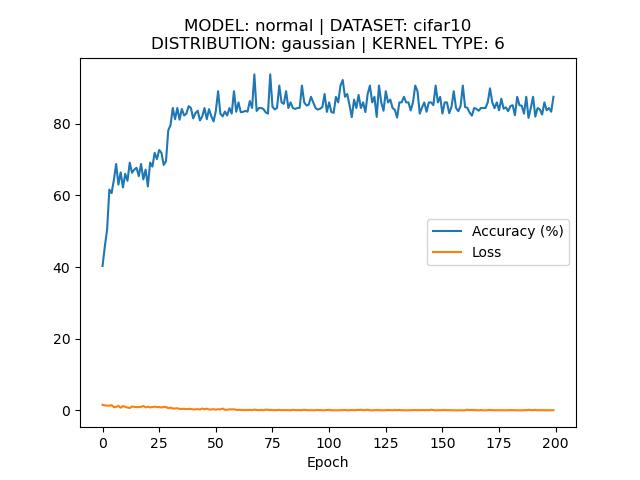 MODEL: normal | DATASET: cifar10
DISTRIBUTION: gaussian | KERNEL TYPE: 6
80
60
40
20
0
Accuracy (%)
Loss
0 25 50 75 100 125 150 175 200
Epoch